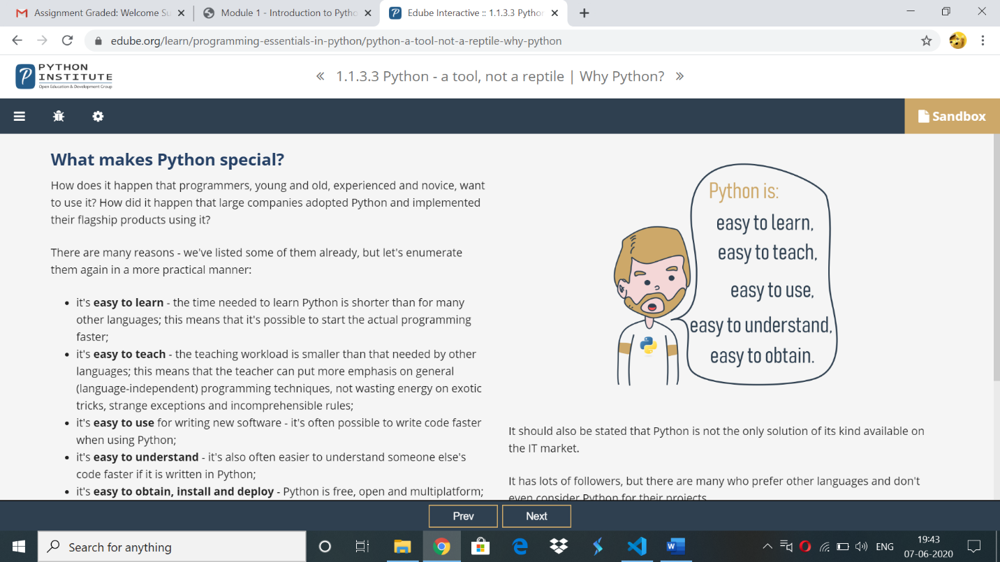 Assignment Graded: Welcome Su
Module 1 - Introduction to Pytho
Edube Interactive :: 1.1.3.3 Python
edube.org/learn/programming-essentials-in-python/python-a-tool-not-a-reptile-why-python
PYTHON
INSTITUTE
Open Education & Development Group
« 1.1.3.3 Python - a tool, not a reptile | Why Python? »
Sandbox
What makes Python special?
How does it happen that programmers, young and old, experienced and novice, want
to use it? How did it happen that large companies adopted Python and implemented
their flagship products using it?
There are many reasons - we've listed some of them already, but let's enumerate
them again in a more practical manner:
• it's easy to learn - the time needed to learn Python is shorter than for many
other languages; this means that it's possible to start the actual programming
faster;
• it's easy to teach - the teaching workload is smaller than that needed by other
languages; this means that the teacher can put more emphasis on general
(language-independent) programming techniques, not wasting energy on exotic
tricks, strange exceptions and incomprehensible rules;
• it's easy to use for writing new software - it's often possible to write code faster
when using Python;
• it's easy to understand - it's also often easier to understand someone else's
code faster if it is written in Python;
• it's easy to obtain, install and deploy - Python is free, open and multiplatform;
Python is:
easy to learn,
easy to teach,
easy to use,
easy to understand,
easy to obtain.
It should also be stated that Python is not the only solution of its kind available on
the IT market.
It has lots of followers, but there are many who prefer other languages and don't
even consider Python for their projects.
Prev
Next
Search for anything
ENG
19:43
07-06-2020